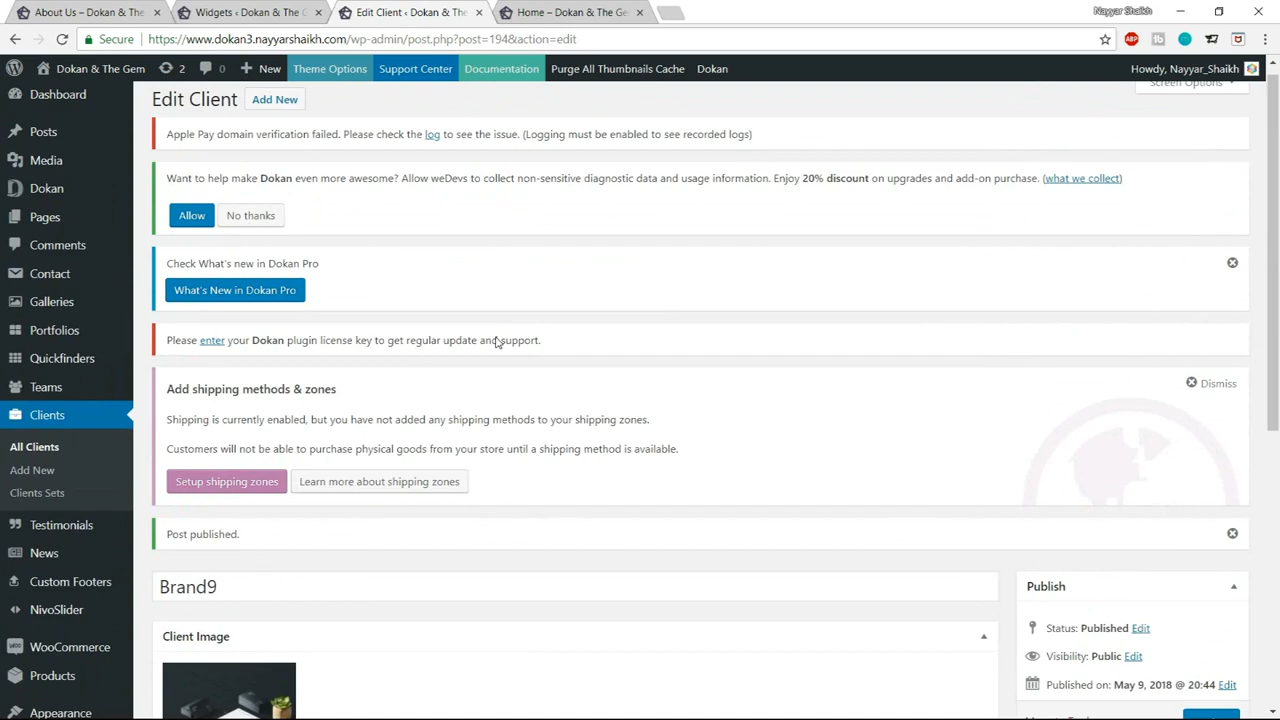 About Us – Dokan & The
Widgets ‹ Dokan & The G
Edit Client ‹ Dokan & The
Home – Dokan & The Ge
Nayyar Shaikh
Secure
https://www.dokan3.nayyarshaikh.com/wp-admin/post.php?post=194&action=edit
ABP
Dokan & The Gem
2
0
New
Theme Options
Support Center
Documentation
Purge All Thumbnails Cache
Dokan
Howdy, Nayyar_Shaikh
Screen Options
Dashboard
Posts
Media
Dokan
Pages
Comments
Contact
Galleries
Portfolios
Quickfinders
Teams
Clients
All Clients
Add New
Clients Sets
Testimonials
News
Custom Footers
NivoSlider
WooCommerce
Products
Appearance
Edit Client
Add New
Apple Pay domain verification failed. Please check the log to see the issue. (Logging must be enabled to see recorded logs)
Want to help make Dokan even more awesome? Allow weDevs to collect non-sensitive diagnostic data and usage information. Enjoy 20% discount on upgrades and add-on purchase. (what we collect)
Allow
No thanks
Check What's new in Dokan Pro
What's New in Dokan Pro
Please enter your Dokan plugin license key to get regular update and support.
Add shipping methods & zones
Dismiss
Shipping is currently enabled, but you have not added any shipping methods to your shipping zones.
Customers will not be able to purchase physical goods from your store until a shipping method is available.
Setup shipping zones
Learn more about shipping zones
Post published.
Brand9
Client Image
Publish
Status: Published Edit
Visibility: Public Edit
Published on: May 9, 2018 @ 20:44 Edit